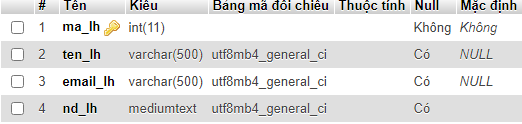 # Tên Kiểu Bảng mã đối chiếu Thuộc tính Null Mặc định
1 ma_lh int(11) Không Không
2 ten_lh varchar(500) utf8mb4_general_ci Có NULL
3 email_lh varchar(500) utf8mb4_general_ci Có NULL
4 nd_lh mediumtext utf8mb4_general_ci Có